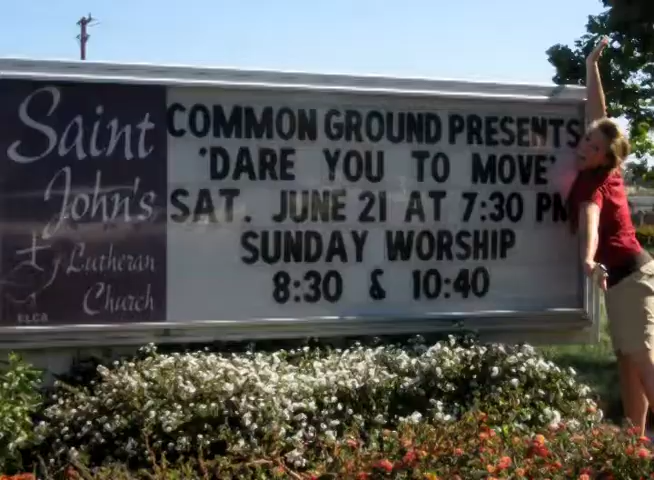 Saint
John's
Lutheran
Church
ELCA
COMMON GROUND PRESENTS
'DARE YOU TO MOVE'
SAT. JUNE 21 AT 7:30 PM
SUNDAY WORSHIP
8:30 & 10:40